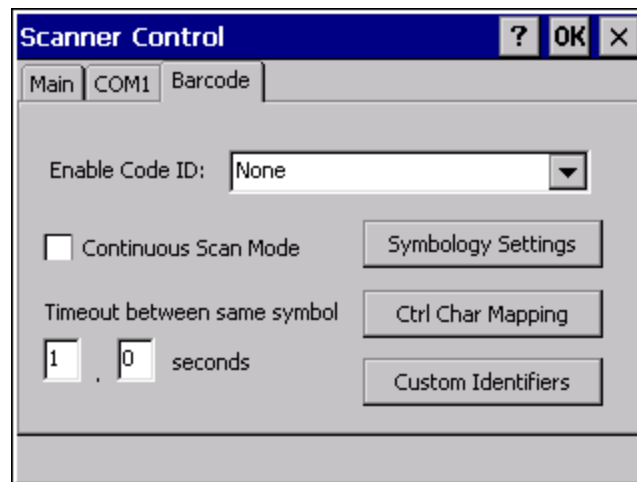 Scanner Control ? OK ×
Main COM1 Barcode
Enable Code ID: None
Continuous Scan Mode
Symbology Settings
Timeout between same symbol
Ctrl Char Mapping
1 . 0 seconds
Custom Identifiers